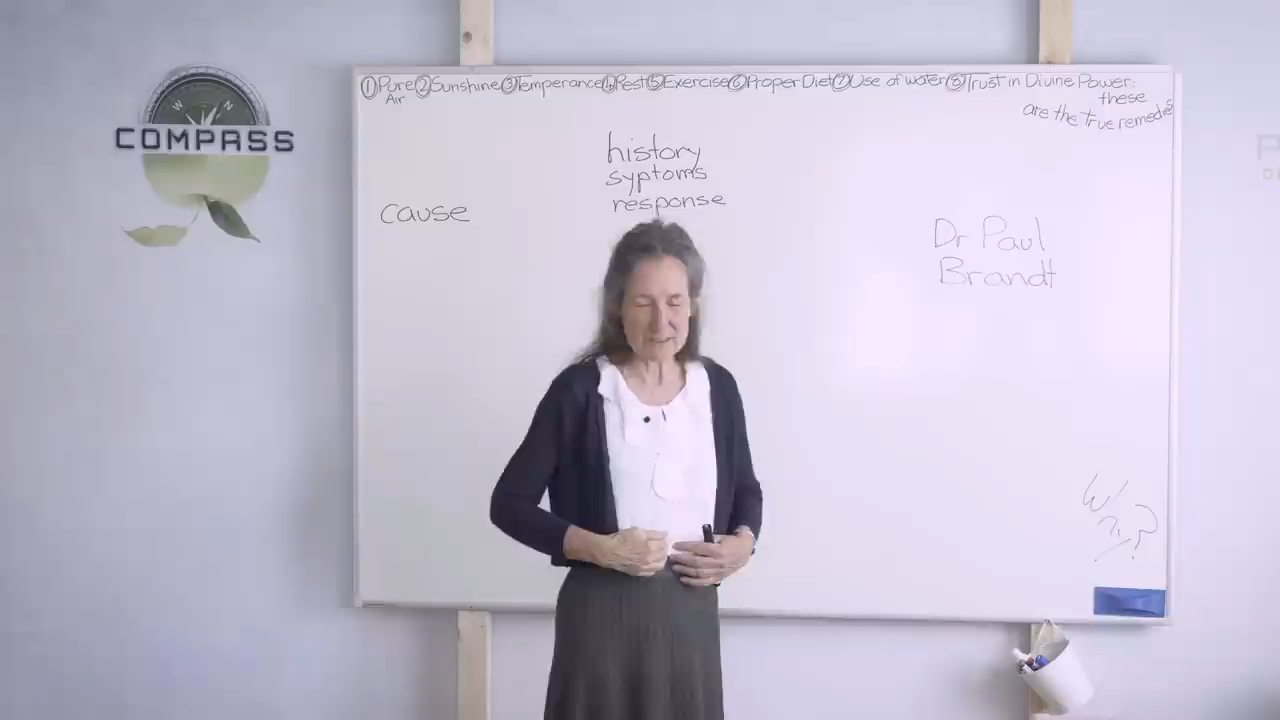 W N
COMPASS
①Pure ②Sunshine ③Temperance ④Rest ⑤Exercise ⑥Proper Diet ⑦Use of water ⑧Trust in Divine Power:
Air
these
are the true remedies
history
syptoms
response
cause
Dr Paul
Brandt